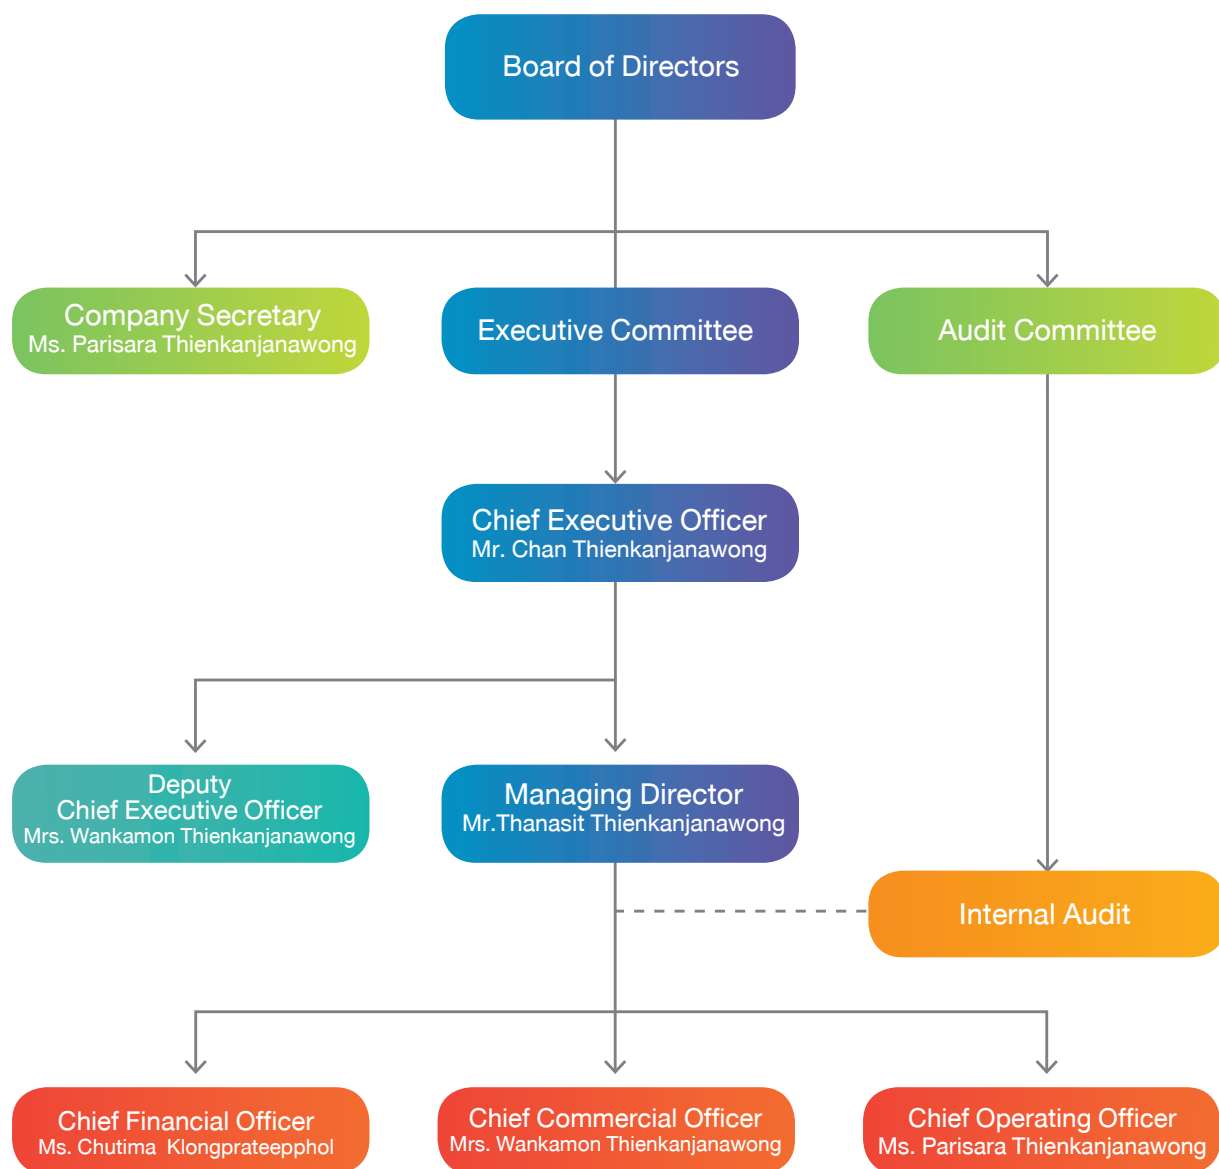 Board of Directors
Company Secretary
Ms. Parisara Thienkanjanawong
Executive Committee
Audit Committee
Chief Executive Officer
Mr. Chan Thienkanjanawong
Deputy
Chief Executive Officer
Mrs. Wankamon Thienkanjanawong
Managing Director
Mr.Thanasit Thienkanjanawong
Internal Audit
Chief Financial Officer
Ms. Chutima  Klongprateepphol
Chief Commercial Officer
Mrs. Wankamon Thienkanjanawong
Chief Operating Officer
Ms. Parisara Thienkanjanawong